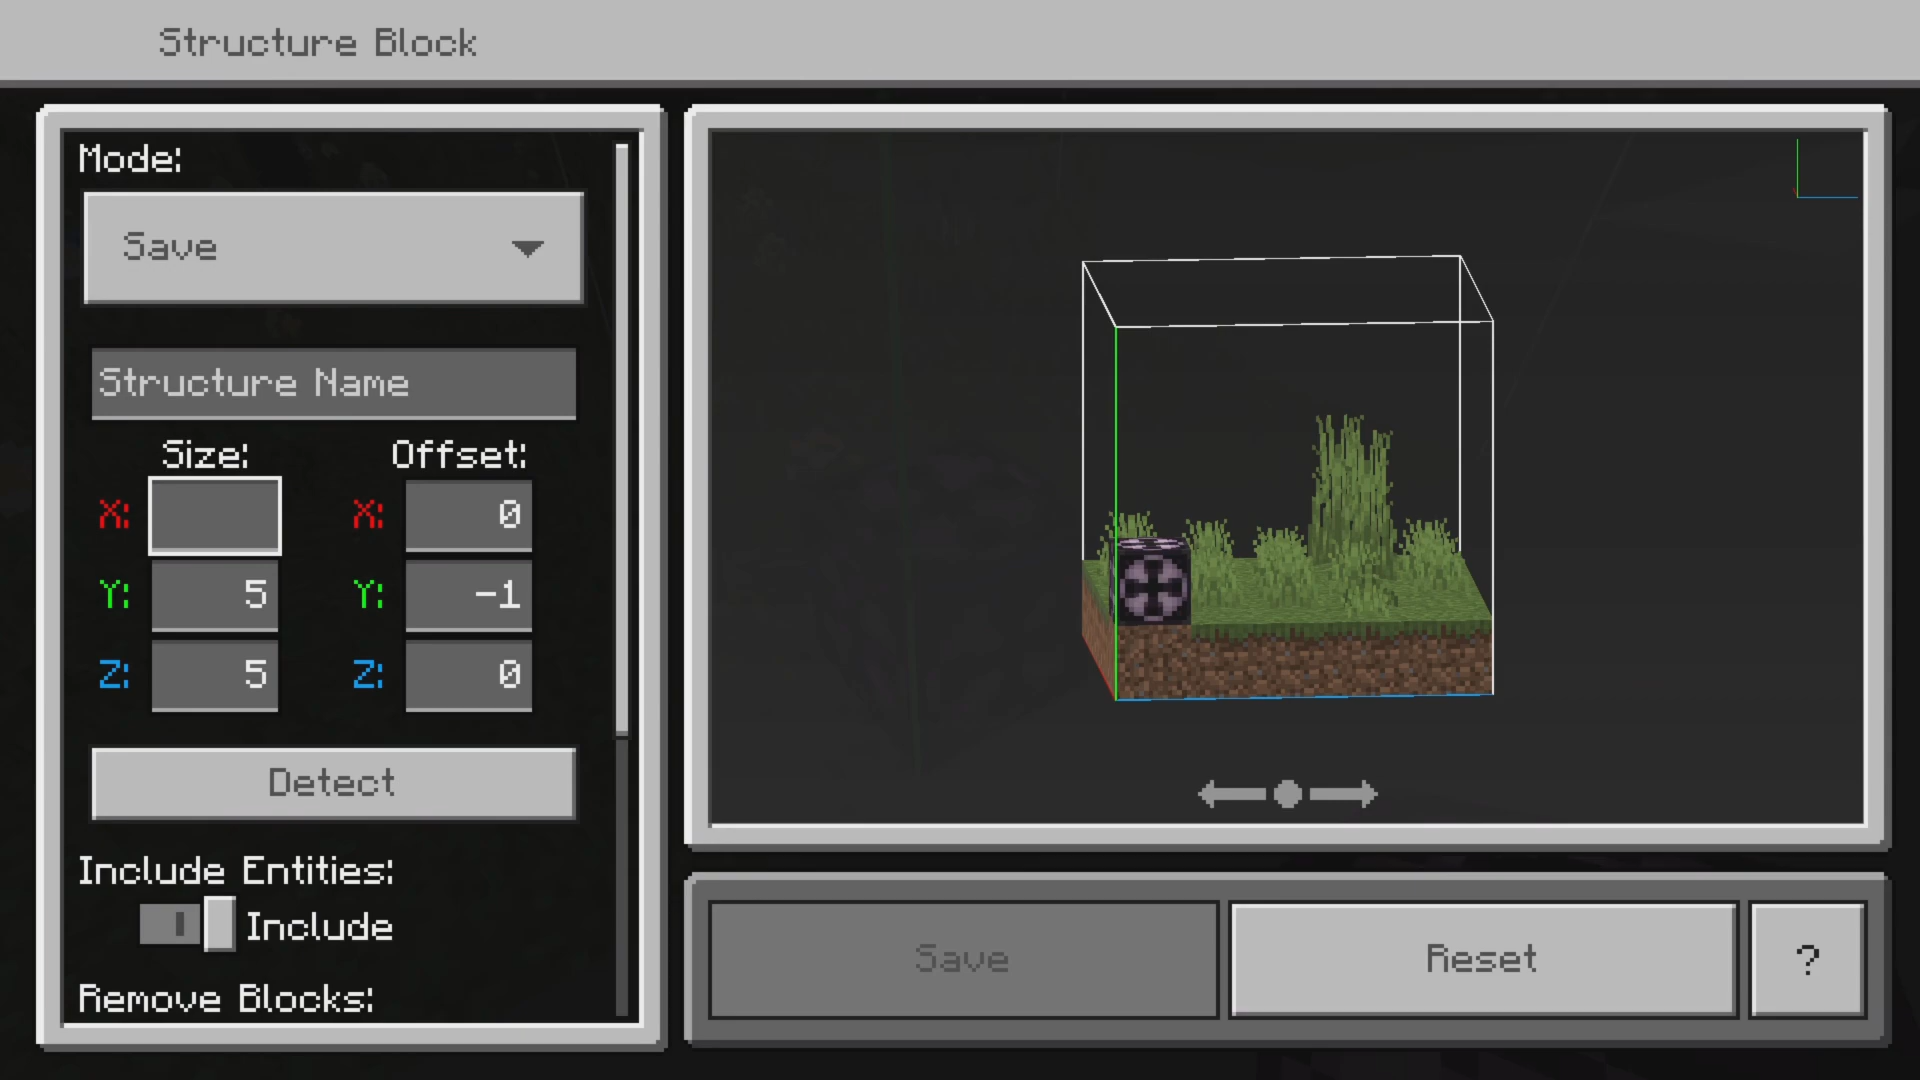 Structure Block
Mode:
Save
Structure Name
Size: Offset:
X: X: 0
Y: 5 Y: -1
Z: 5 Z: 0
Detect
Include Entities:
Include
Remove Blocks:
Save Reset ?